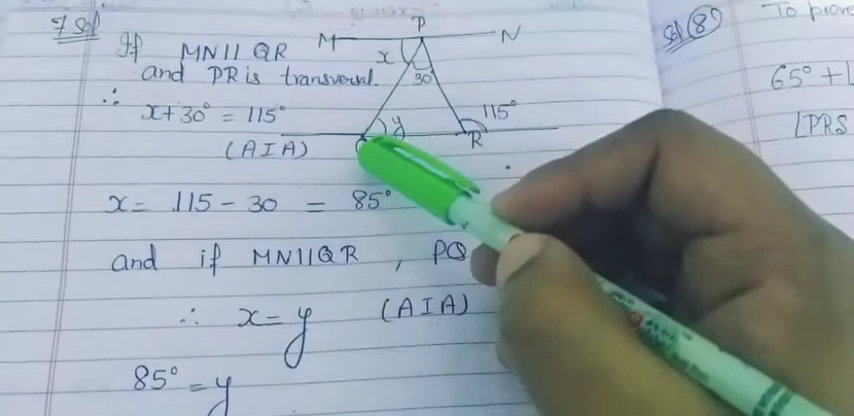 7 Sol
If MN || QR
and PR is transversal.
∴ x + 30° = 115°
(AIA)
x = 115 - 30 = 85°
and if MN || QR , PQ
∴ x = y (AIA)
85° = y
M P N
x
30
y 115°
R
Sol (8)
To prove
65° +
∠PRS